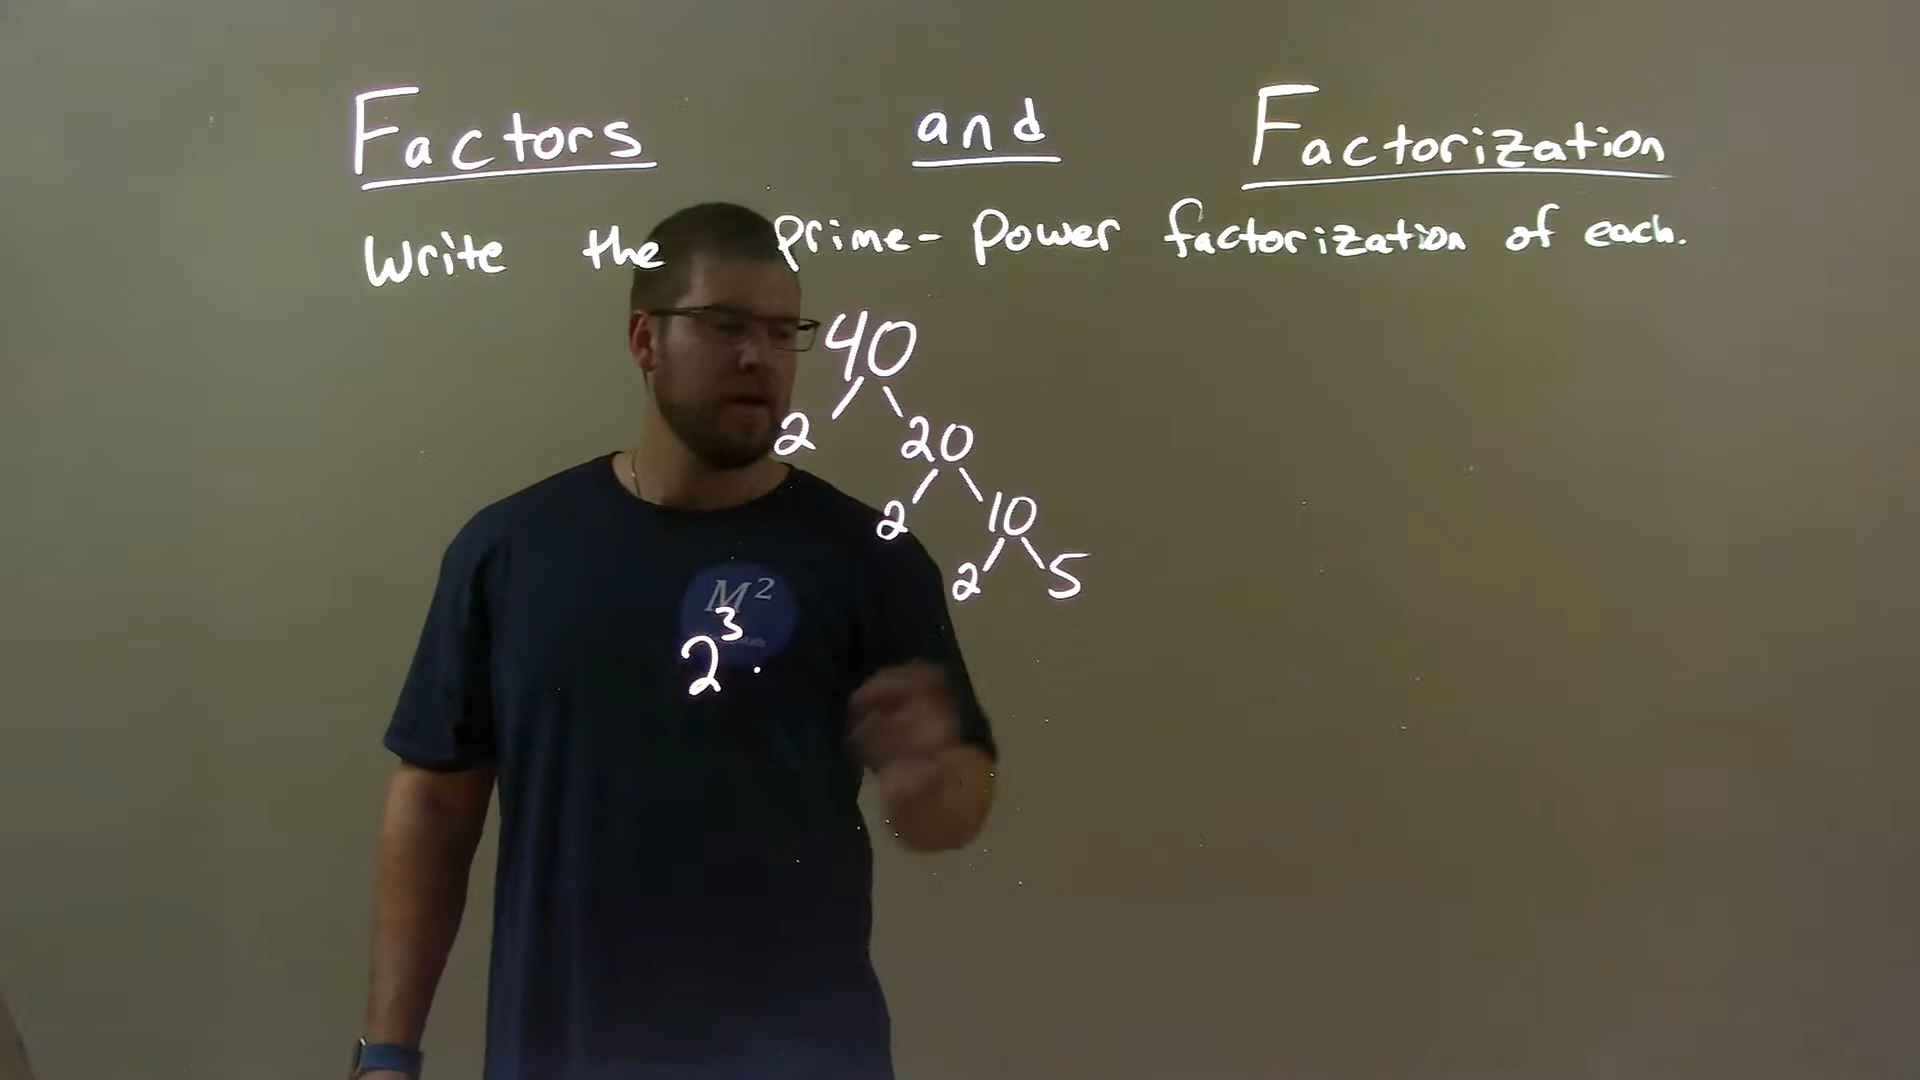 Factors and Factorization
Write the prime-power factorization of each.
40
2 20
2 10
2 5
M²
2³ ·